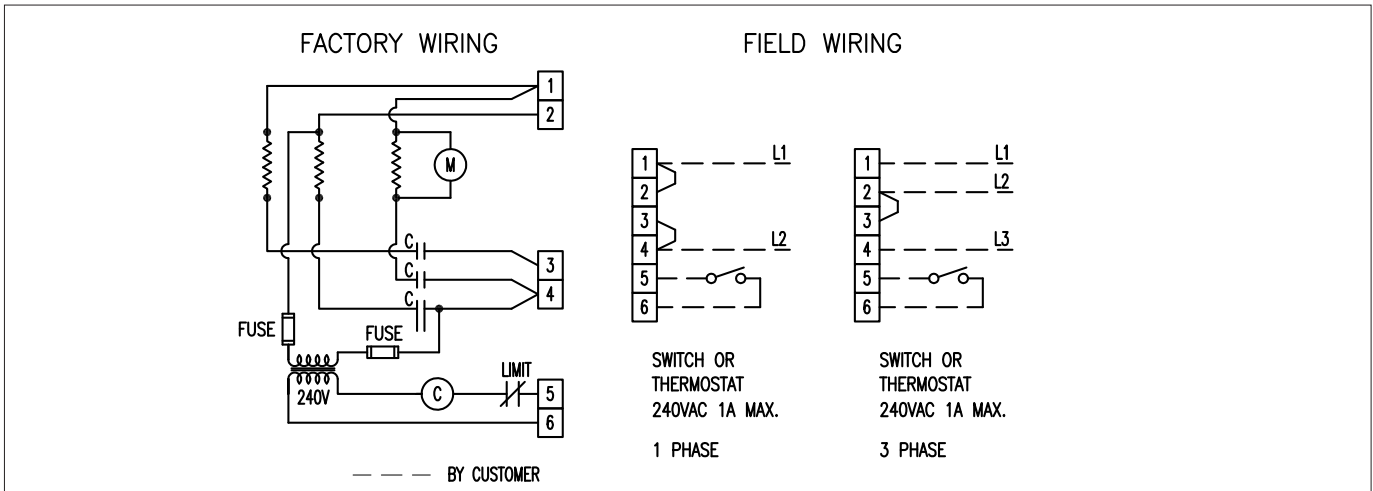 FACTORY WIRING
1
2
M
C
C
C
3
4
FUSE
FUSE
240V
C
LIMIT
5
6
— — — BY CUSTOMER
FIELD WIRING
1
2
3
4
5
6
L1
L2
SWITCH OR
THERMOSTAT
240VAC 1A MAX.
1 PHASE
1
2
3
4
5
6
L1
L2
L3
SWITCH OR
THERMOSTAT
240VAC 1A MAX.
3 PHASE